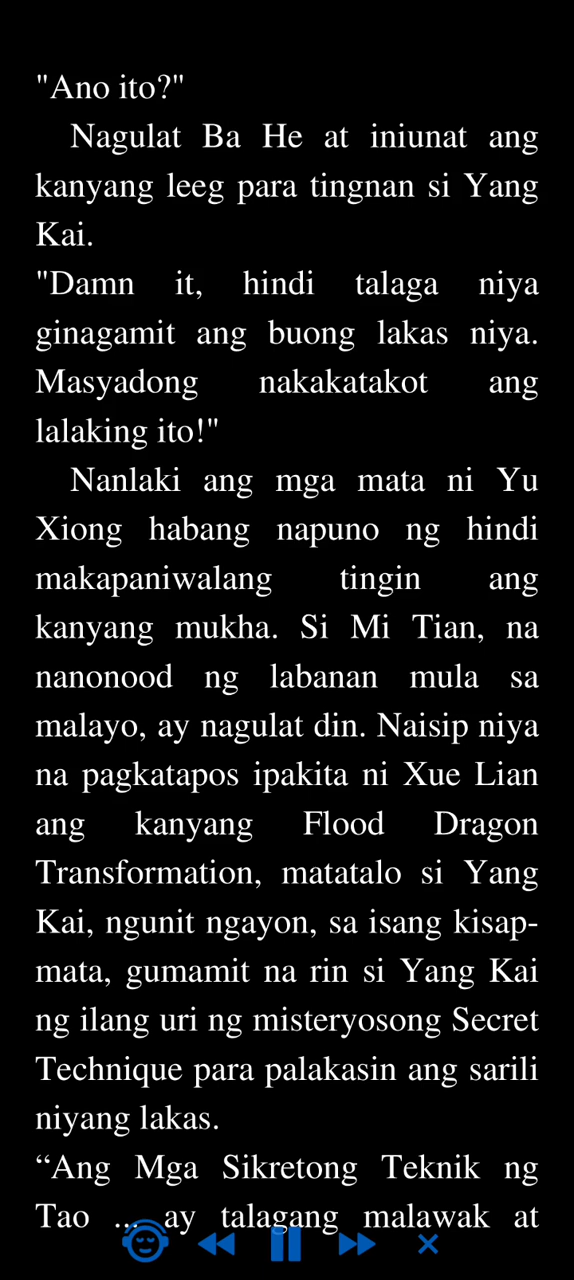 "Ano ito?"
Nagulat Ba He at iniunat ang
kanyang leeg para tingnan si Yang
Kai.
"Damn it, hindi talaga niya
ginagamit ang buong lakas niya.
Masyadong nakakatakot ang
lalaking ito!"
Nanlaki ang mga mata ni Yu
Xiong habang napuno ng hindi
makapaniwalang tingin ang
kanyang mukha. Si Mi Tian, na
nanonood ng labanan mula sa
malayo, ay nagulat din. Naisip niya
na pagkatapos ipakita ni Xue Lian
ang kanyang Flood Dragon
Transformation, matatalo si Yang
Kai, ngunit ngayon, sa isang kisap-
mata, gumamit na rin si Yang Kai
ng ilang uri ng misteryosong Secret
Technique para palakasin ang sarili
niyang lakas.
“Ang Mga Sikretong Teknik ng
Tao ... ay talagang malawak at